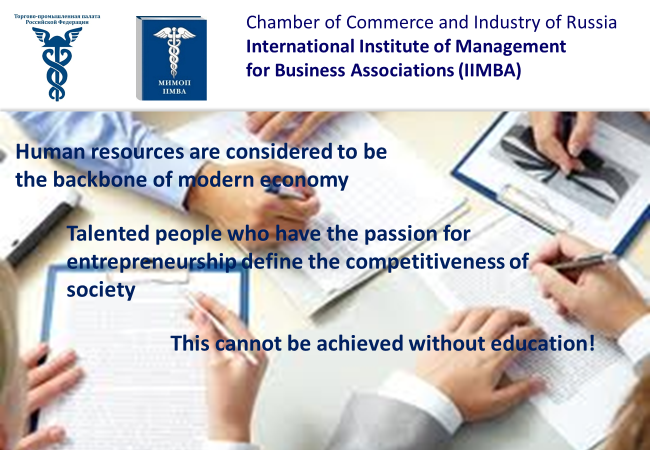 Торгово-промышленная палата
Российской Федерации
МИМОП
IIMBA
Chamber of Commerce and Industry of Russia
International Institute of Management
for Business Associations (IIMBA)
Human resources are considered to be
the backbone of modern economy
Talented people who have the passion for
entrepreneurship define the competitiveness of
society
This cannot be achieved without education!